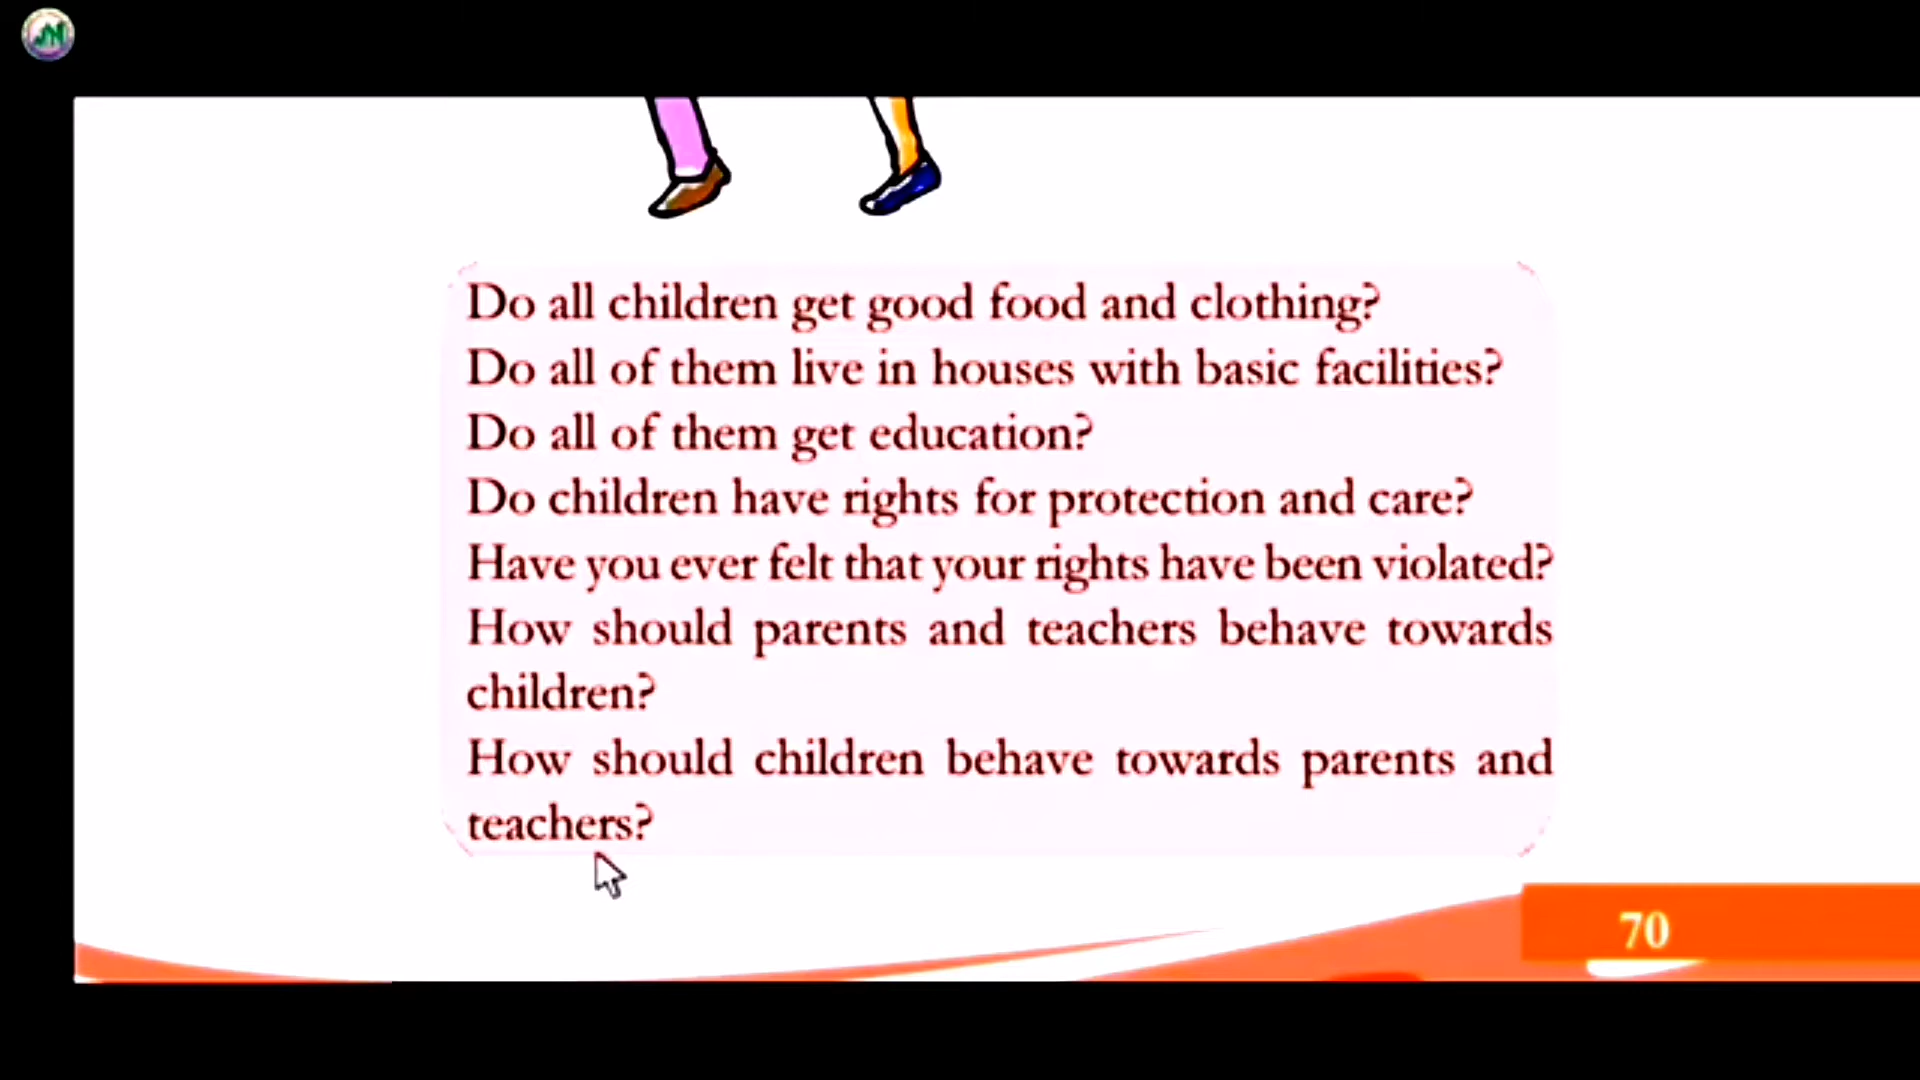 Do all children get good food and clothing?
Do all of them live in houses with basic facilities?
Do all of them get education?
Do children have rights for protection and care?
Have you ever felt that your rights have been violated?
How should parents and teachers behave towards
children?
How should children behave towards parents and
teachers?
70